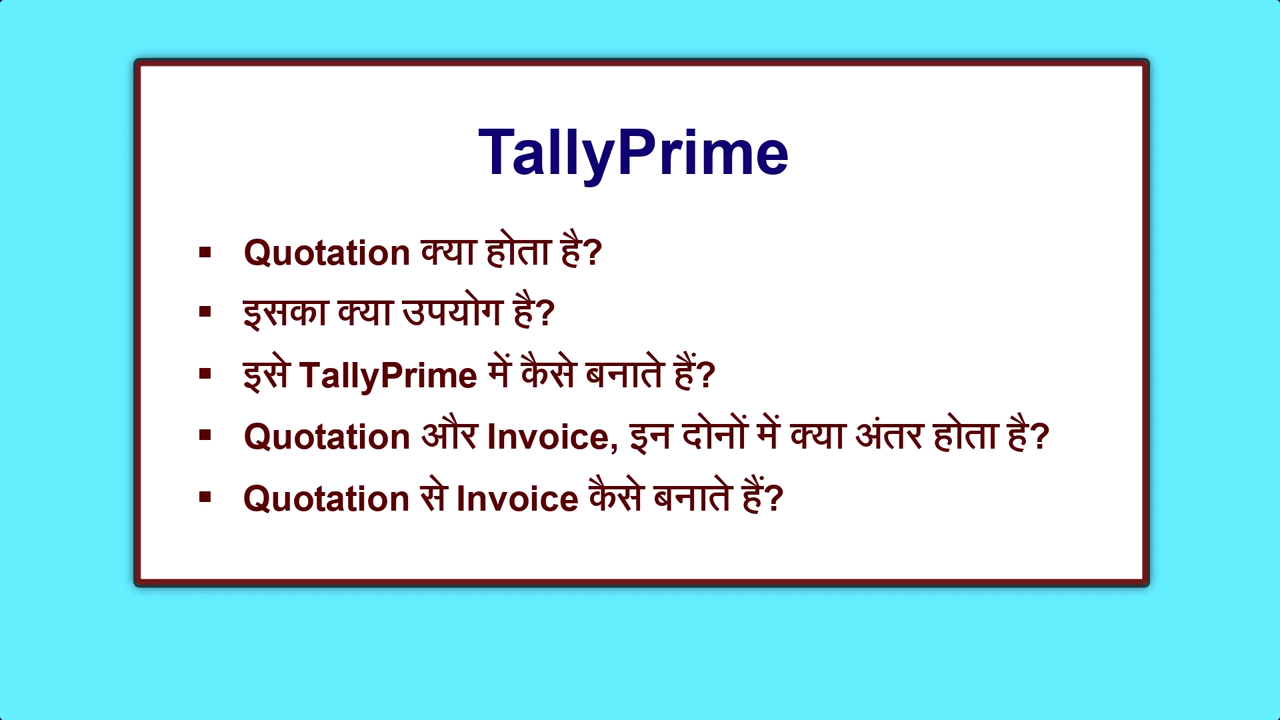 TallyPrime
▪ Quotation क्या होता है?
▪ इसका क्या उपयोग है?
▪ इसे TallyPrime में कैसे बनाते हैं?
▪ Quotation और Invoice, इन दोनों में क्या अंतर होता है?
▪ Quotation से Invoice कैसे बनाते हैं?